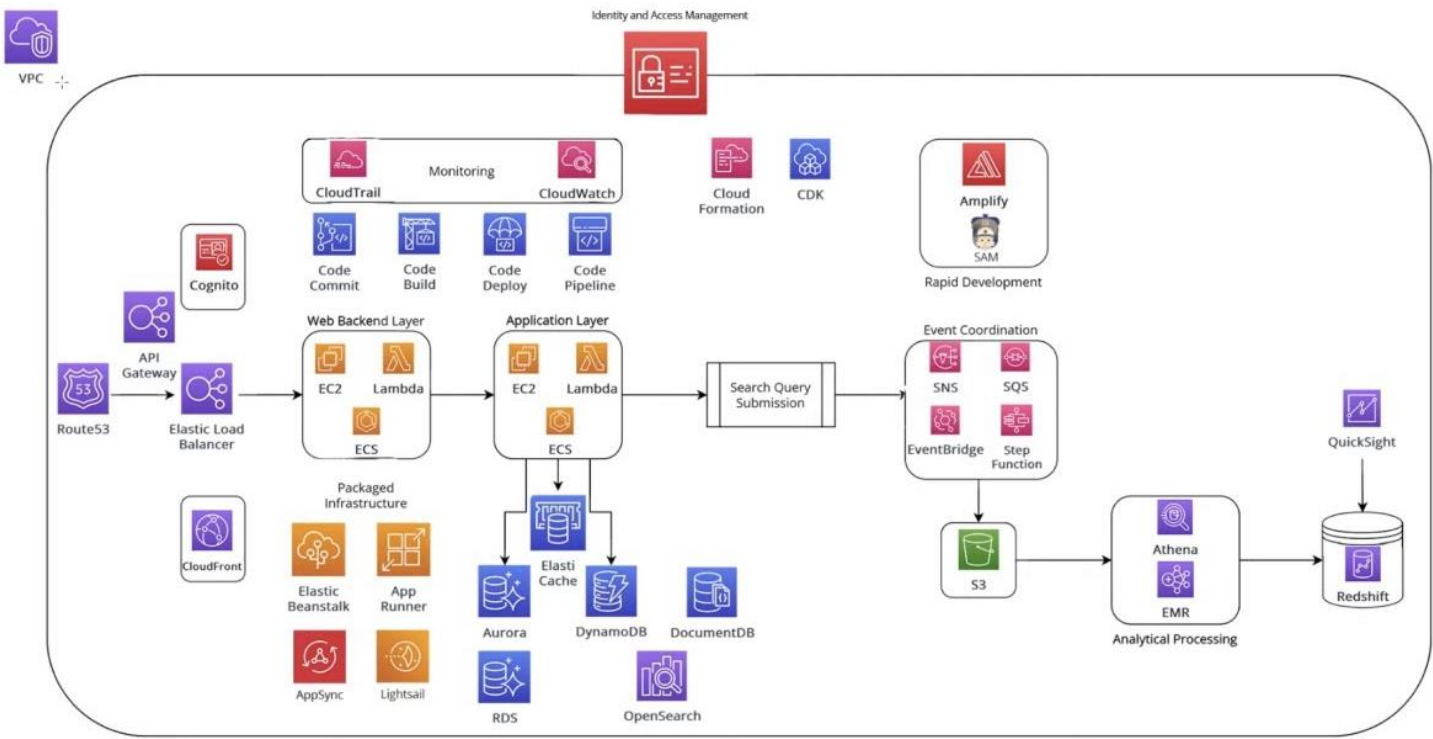 Identity and Access Management
VPC
Monitoring
CloudTrail
CloudWatch
Cloud
Formation
CDK
Amplify
SAM
Rapid Development
Code
Commit
Code
Build
Code
Deploy
Code
Pipeline
Cognito
API
Gateway
53
Route53
Elastic Load
Balancer
Web Backend Layer
EC2
Lambda
ECS
Application Layer
EC2
Lambda
ECS
Search Query
Submission
Event Coordination
SNS
SQS
EventBridge
Step
Function
QuickSight
CloudFront
Packaged
Infrastructure
Elastic
Beanstalk
App
Runner
AppSync
Lightsail
Elasti
Cache
Aurora
DynamoDB
DocumentDB
RDS
OpenSearch
S3
Athena
EMR
Analytical Processing
Redshift